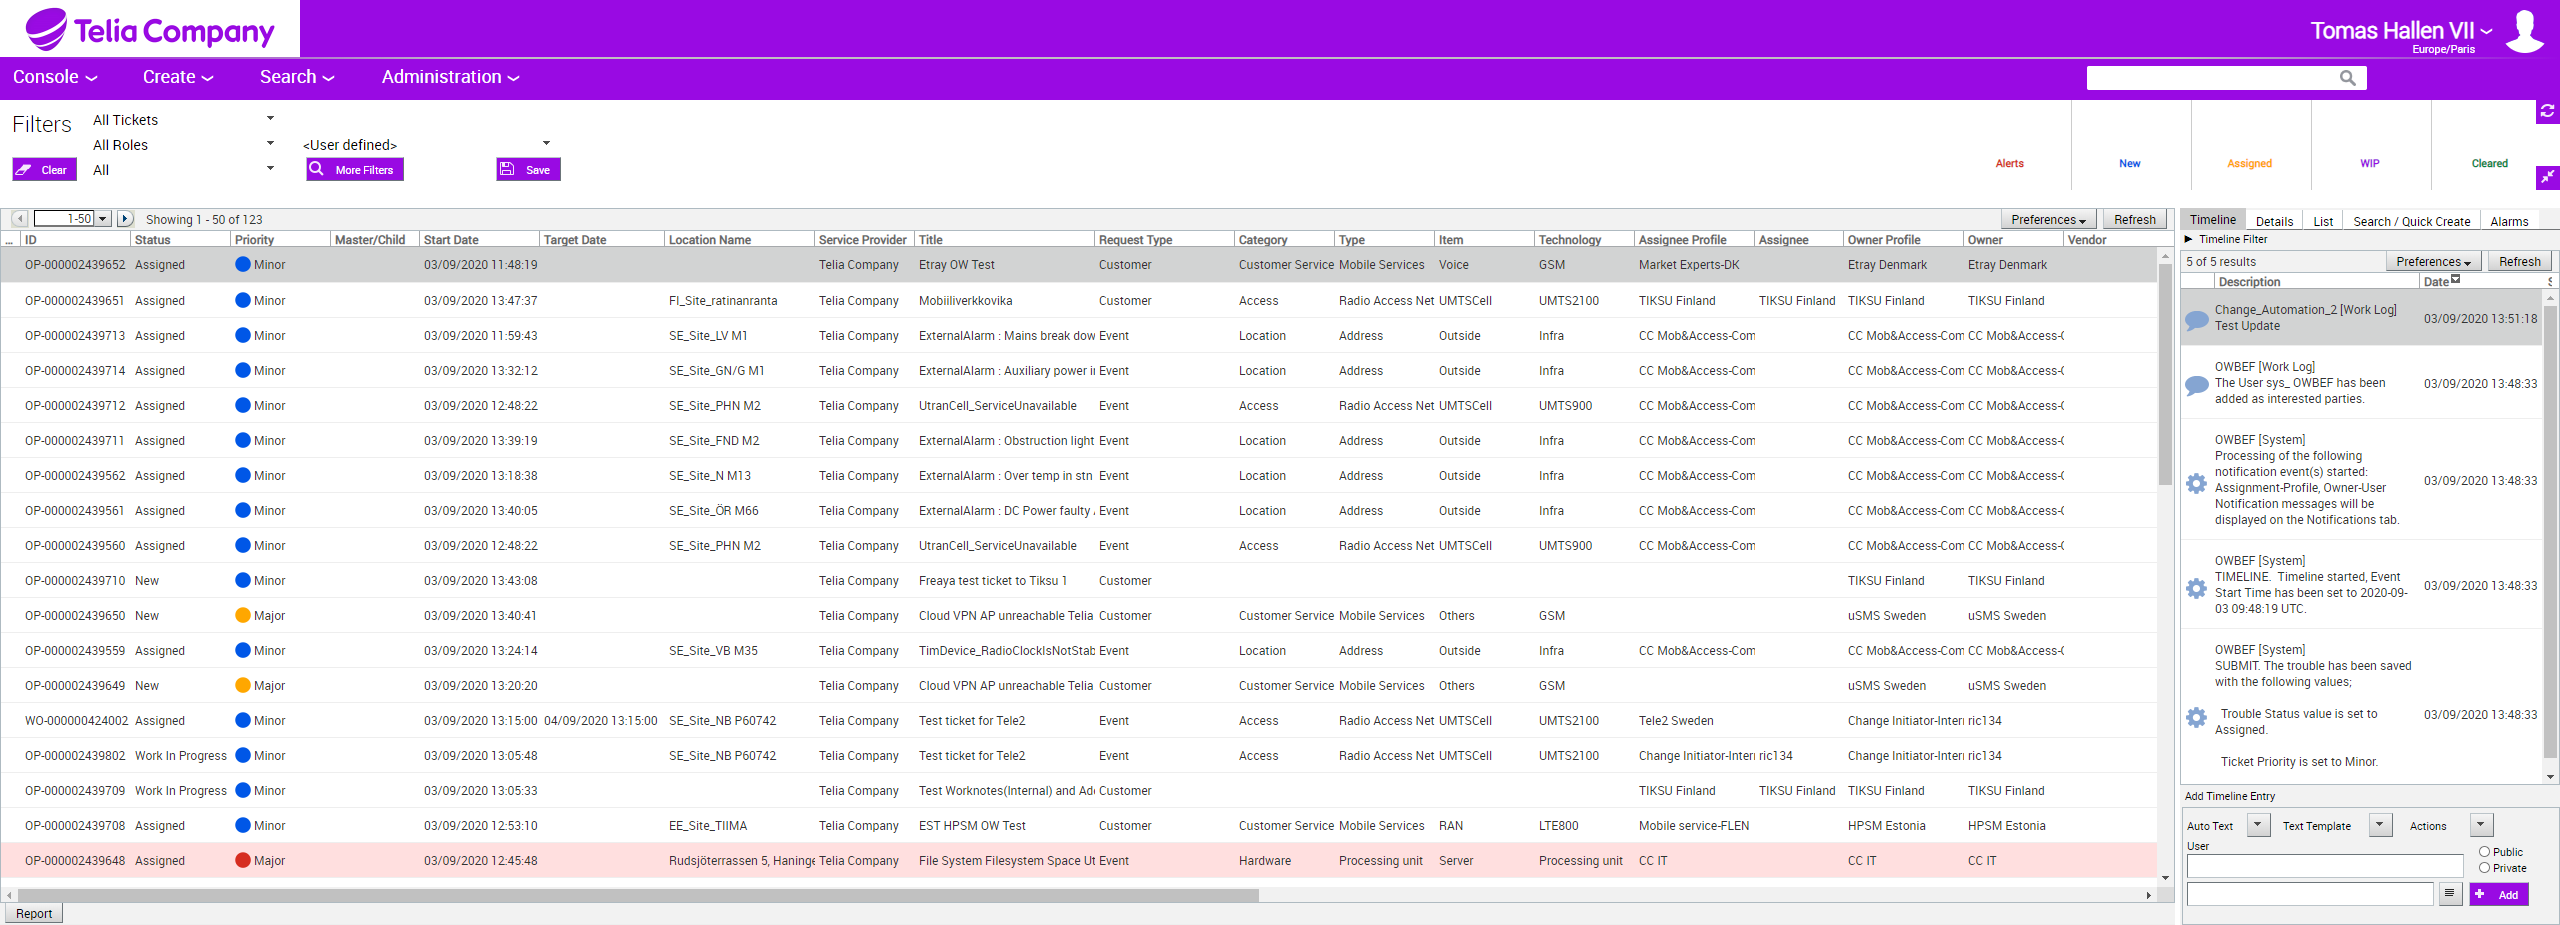 Telia Company
Tomas Hallen VII
Europe/Paris
Console Create Search Administration
Filters All Tickets
All Roles <User defined>
Clear All More Filters Save
Alerts New Assigned WIP Cleared
1-50 Showing 1 - 50 of 123 Preferences Refresh
... ID Status Priority Master/Child Start Date Target Date Location Name Service Provider Title Request Type Category Type Item Technology Assignee Profile Assignee Owner Profile Owner Vendor
OP-000002439652 Assigned Minor 03/09/2020 11:48:19 Telia Company Etray OW Test Customer Customer Service Mobile Services Voice GSM Market Experts-DK Etray Denmark Etray Denmark
OP-000002439651 Assigned Minor 03/09/2020 13:47:37 FI_Site_ratinanranta Telia Company Mobiiliverkkovika Customer Access Radio Access Net UMTSCell UMTS2100 TIKSU Finland TIKSU Finland TIKSU Finland TIKSU Finland
OP-000002439713 Assigned Minor 03/09/2020 11:59:43 SE_Site_LV M1 Telia Company ExternalAlarm : Mains break dow Event Location Address Outside Infra CC Mob&Access-Com CC Mob&Access-Com CC Mob&Access-C
OP-000002439714 Assigned Minor 03/09/2020 13:32:12 SE_Site_GN/G M1 Telia Company ExternalAlarm : Auxiliary power i Event Location Address Outside Infra CC Mob&Access-Com CC Mob&Access-Com CC Mob&Access-C
OP-000002439712 Assigned Minor 03/09/2020 12:48:22 SE_Site_PHN M2 Telia Company UtranCell_ServiceUnavailable Event Access Radio Access Net UMTSCell UMTS900 CC Mob&Access-Com CC Mob&Access-Com CC Mob&Access-C
OP-000002439711 Assigned Minor 03/09/2020 13:39:19 SE_Site_FND M2 Telia Company ExternalAlarm : Obstruction light Event Location Address Outside Infra CC Mob&Access-Com CC Mob&Access-Com CC Mob&Access-C
OP-000002439562 Assigned Minor 03/09/2020 13:18:38 SE_Site_N M13 Telia Company ExternalAlarm : Over temp in stn Event Location Address Outside Infra CC Mob&Access-Com CC Mob&Access-Com CC Mob&Access-C
OP-000002439561 Assigned Minor 03/09/2020 13:40:05 SE_Site_ÖR M66 Telia Company ExternalAlarm : DC Power faulty Event Location Address Outside Infra CC Mob&Access-Com CC Mob&Access-Com CC Mob&Access-C
OP-000002439560 Assigned Minor 03/09/2020 12:48:22 SE_Site_PHN M2 Telia Company UtranCell_ServiceUnavailable Event Access Radio Access Net UMTSCell UMTS900 CC Mob&Access-Com CC Mob&Access-Com CC Mob&Access-C
OP-000002439710 New Minor 03/09/2020 13:43:08 Telia Company Freaya test ticket to Tiksu 1 Customer TIKSU Finland TIKSU Finland
OP-000002439650 New Major 03/09/2020 13:40:41 Telia Company Cloud VPN AP unreachable Telia Customer Customer Service Mobile Services Others GSM uSMS Sweden uSMS Sweden
OP-000002439559 Assigned Minor 03/09/2020 13:24:14 SE_Site_VB M35 Telia Company TimDevice_RadioClockIsNotStab Event Location Address Outside Infra CC Mob&Access-Com CC Mob&Access-Com CC Mob&Access-C
OP-000002439649 New Major 03/09/2020 13:20:20 Telia Company Cloud VPN AP unreachable Telia Customer Customer Service Mobile Services Others GSM uSMS Sweden uSMS Sweden
WO-000000424002 Assigned Minor 03/09/2020 13:15:00 04/09/2020 13:15:00 SE_Site_NB P60742 Telia Company Test ticket for Tele2 Event Access Radio Access Net UMTSCell UMTS2100 Tele2 Sweden Change Initiator-Inter ric134
OP-000002439802 Work In Progress Minor 03/09/2020 13:05:48 SE_Site_NB P60742 Telia Company Test ticket for Tele2 Event Access Radio Access Net UMTSCell UMTS2100 Change Initiator-Inter ric134 Change Initiator-Inter ric134
OP-000002439709 Work In Progress Minor 03/09/2020 13:05:33 Telia Company Test Worknotes(Internal) and Ad Customer TIKSU Finland TIKSU Finland TIKSU Finland TIKSU Finland
OP-000002439708 Assigned Minor 03/09/2020 12:53:10 EE_Site_TIIMA Telia Company EST HPSM OW Test Customer Customer Service Mobile Services RAN LTE800 Mobile service-FLEN HPSM Estonia HPSM Estonia
OP-000002439648 Assigned Major 03/09/2020 12:45:48 Rudsjöterrassen 5, Haninge Telia Company File System Filesystem Space Ut Event Hardware Processing unit Server Processing unit CC IT CC IT CC IT
Report
Timeline Details List Search / Quick Create Alarms
Timeline Filter
5 of 5 results Preferences Refresh
Description Date S
Change_Automation_2 [Work Log]
Test Update 03/09/2020 13:51:18
OWBEF [Work Log]
The User sys_ OWBEF has been 03/09/2020 13:48:33
added as interested parties.
OWBEF [System]
Processing of the following
notification event(s) started: 03/09/2020 13:48:33
Assignment-Profile, Owner-User
Notification messages will be
displayed on the Notifications tab.
OWBEF [System]
TIMELINE. Timeline started, Event 03/09/2020 13:48:33
Start Time has been set to 2020-09-
03 09:48:19 UTC.
OWBEF [System]
SUBMIT. The trouble has been saved
with the following values;
Trouble Status value is set to 03/09/2020 13:48:33
Assigned.
Ticket Priority is set to Minor.
Add Timeline Entry
Auto Text Text Template Actions
User
Public
Private
Add